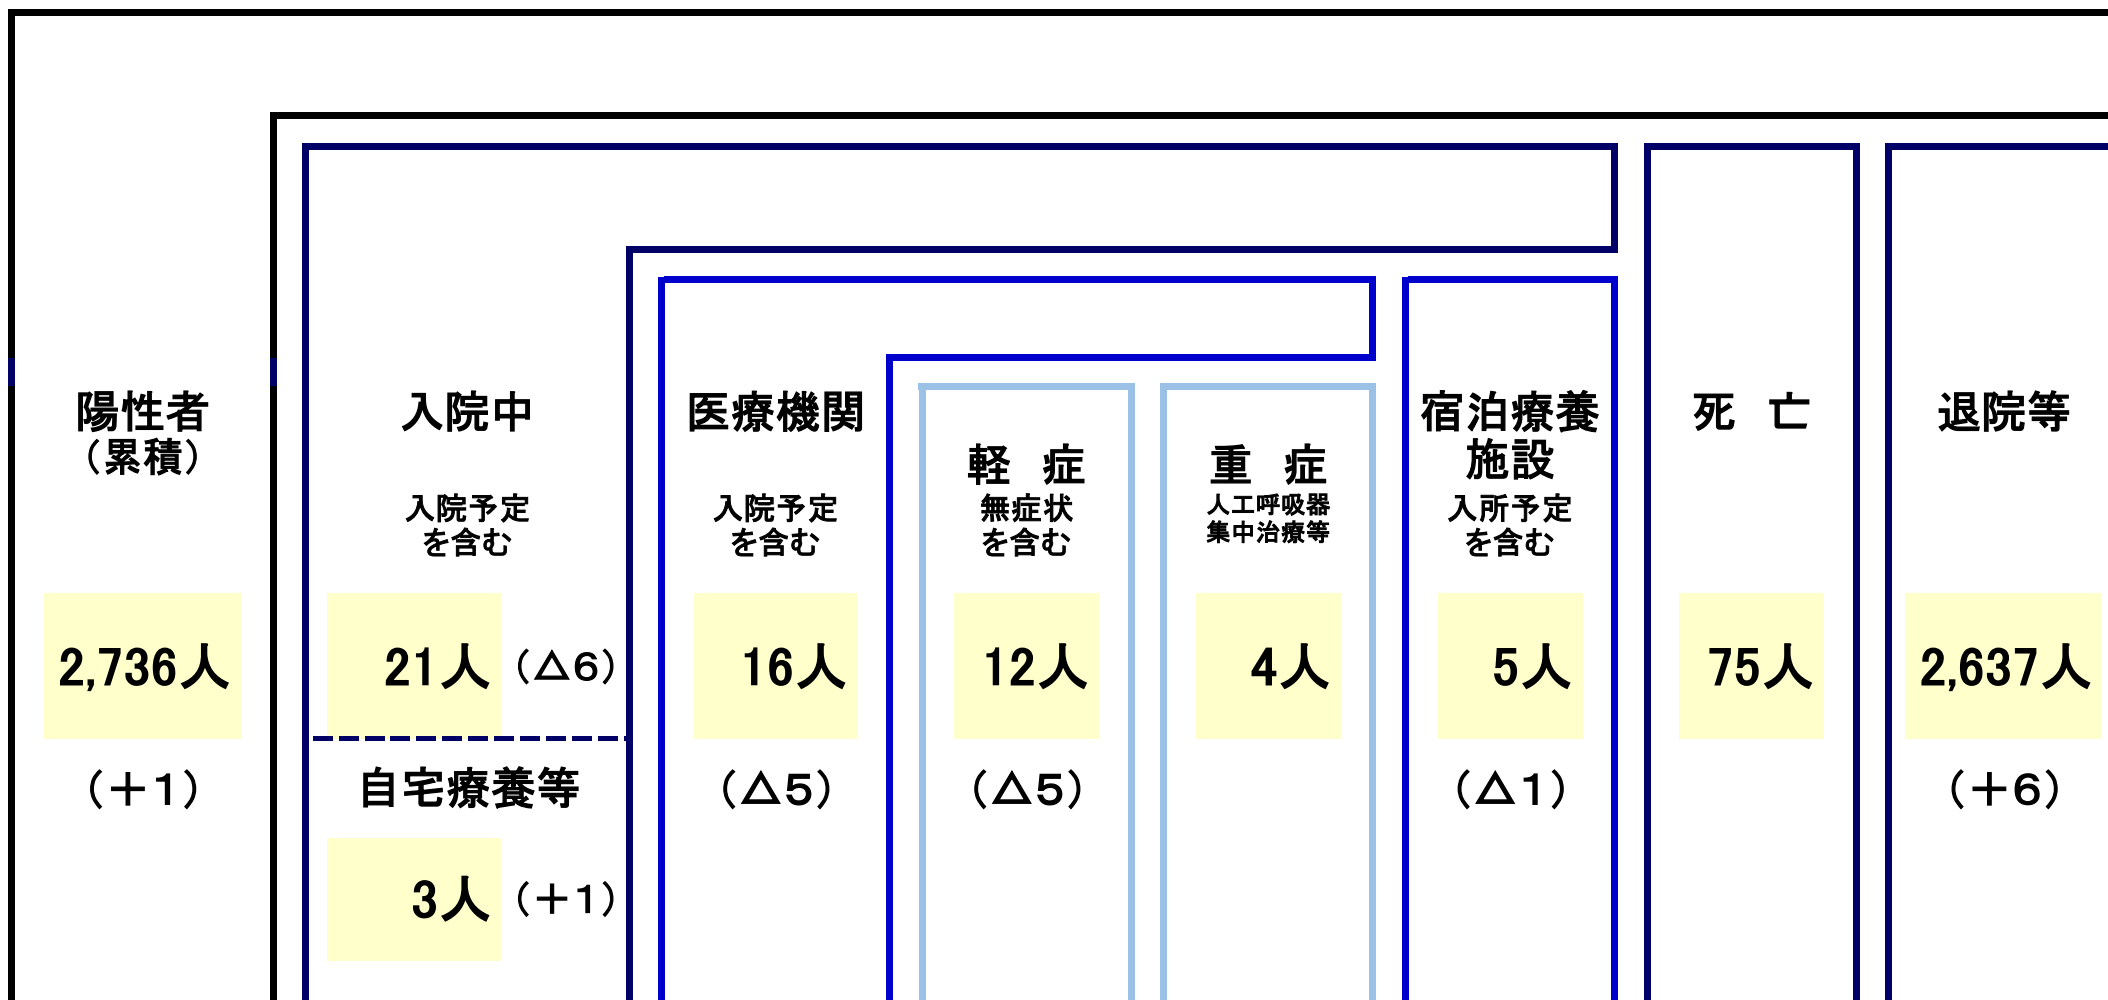 陽性者
（累積）
2,736人
（＋1）
入院中
入院予定
を含む
21人（△6）
自宅療養等
3人（＋1）
医療機関
入院予定
を含む
16人
（△5）
軽　症
無症状
を含む
12人
（△5）
重　症
人工呼吸器
集中治療等
4人
宿泊療養
施設
入所予定
を含む
5人
（△1）
死　亡
75人
退院等
2,637人
（＋6）